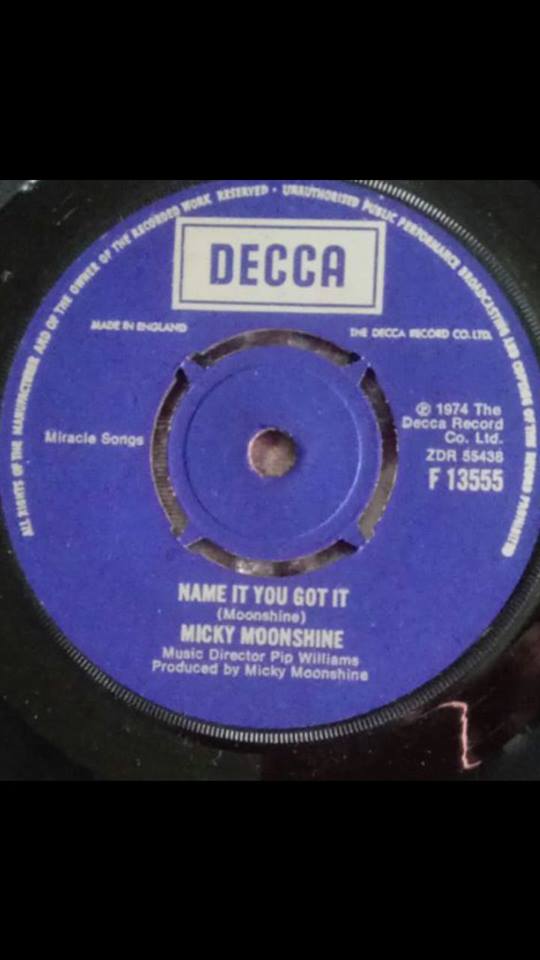 ALL RIGHTS OF THE MANUFACTURER AND OF THE OWNER OF THE RECORDED WORK RESERVED · UNAUTHORISED PUBLIC PERFORMANCE BROADCASTING AND COPYING OF THIS RECORD PROHIBITED
DECCA
MADE IN ENGLAND
THE DECCA RECORD CO. LTD.
Miracle Songs
℗ 1974 The
Decca Record
Co. Ltd.
ZDR 55438
F 13555
NAME IT YOU GOT IT
(Moonshine)
MICKY MOONSHINE
Music Director Pip Williams
Produced by Micky Moonshine